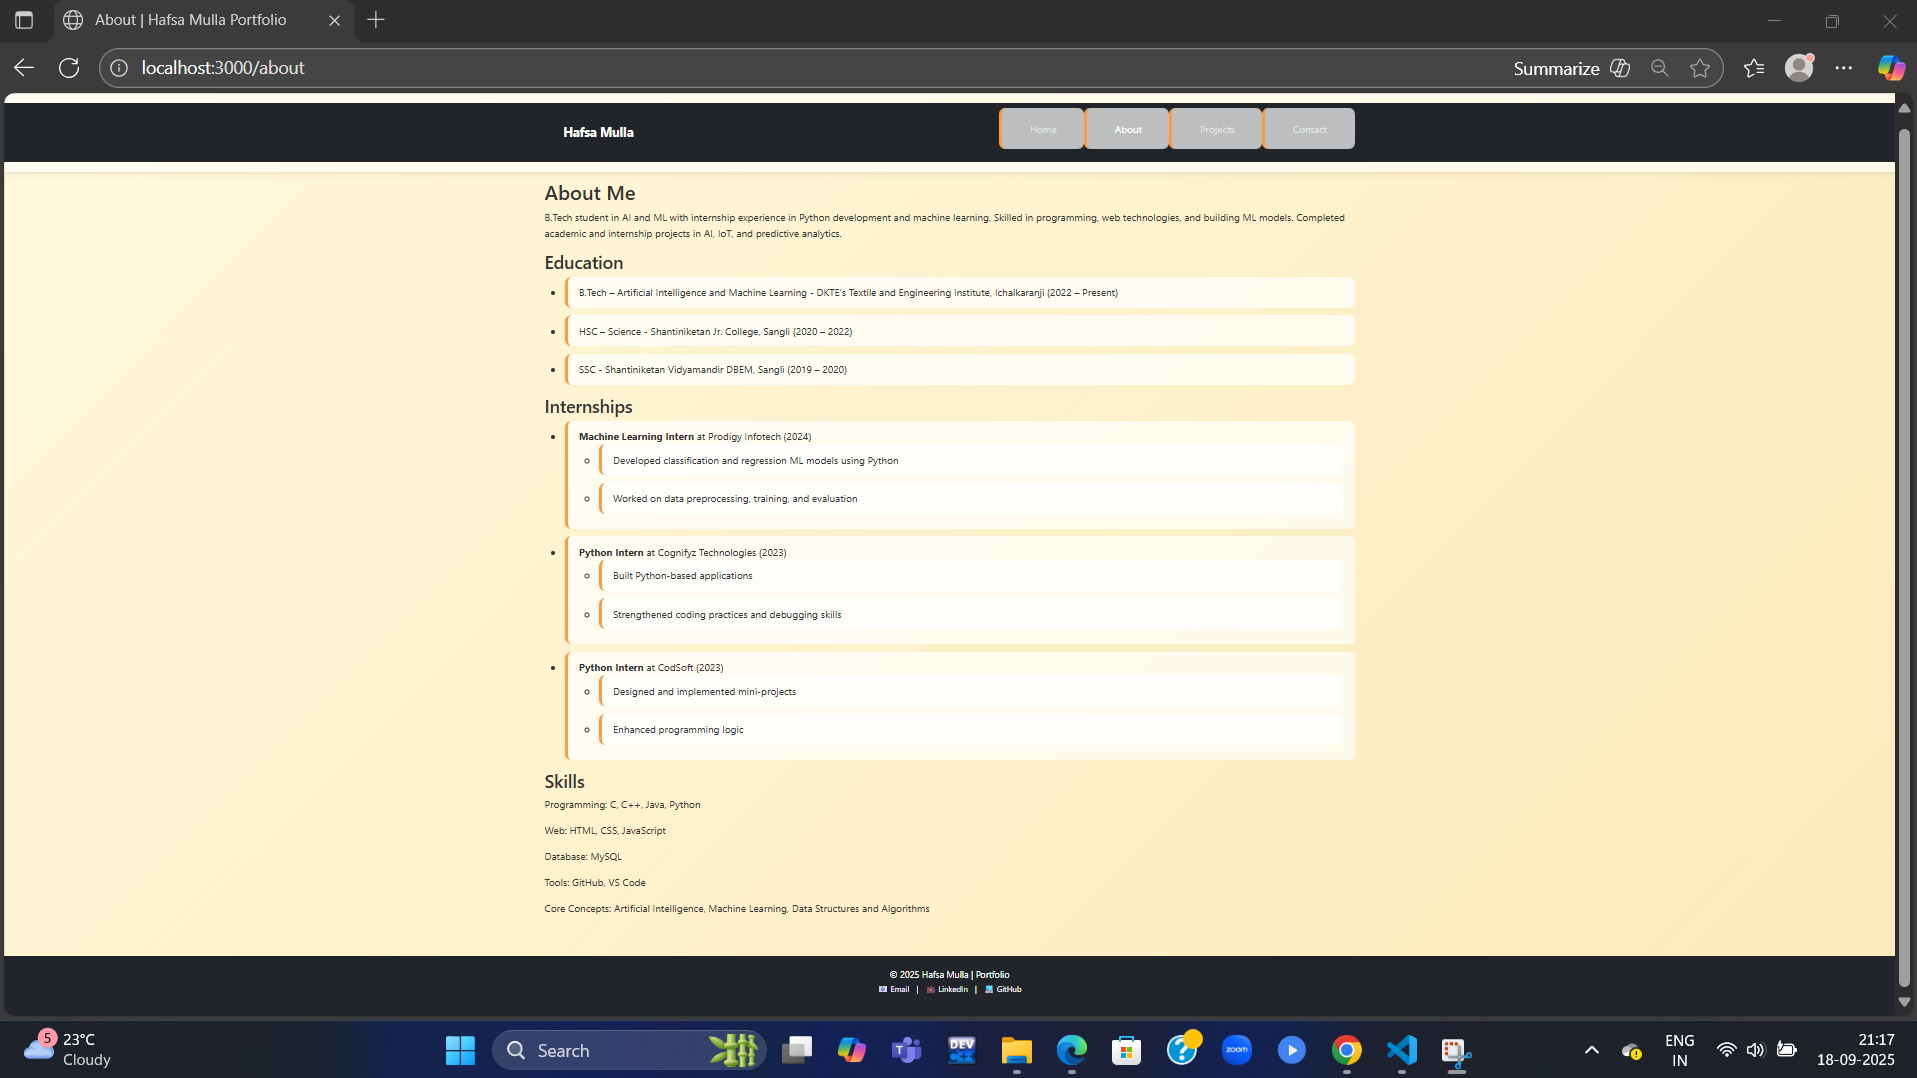 About | Hafsa Mulla Portfolio
localhost:3000/about
Summarize
Hafsa Mulla
Home
About
Projects
Contact
About Me
B.Tech student in AI and ML with internship experience in Python development and machine learning. Skilled in programming, web technologies, and building ML models. Completed
academic and internship projects in AI, IoT, and predictive analytics.
Education
• B.Tech – Artificial Intelligence and Machine Learning - DKTE's Textile and Engineering Institute, Ichalkaranji (2022 – Present)
• HSC – Science - Shantiniketan Jr. College, Sangli (2020 – 2022)
• SSC - Shantiniketan Vidyamandir DBEM, Sangli (2019 – 2020)
Internships
• Machine Learning Intern at Prodigy Infotech (2024)
◦ Developed classification and regression ML models using Python
◦ Worked on data preprocessing, training, and evaluation
• Python Intern at Cognifyz Technologies (2023)
◦ Built Python-based applications
◦ Strengthened coding practices and debugging skills
• Python Intern at CodSoft (2023)
◦ Designed and implemented mini-projects
◦ Enhanced programming logic
Skills
Programming: C, C++, Java, Python
Web: HTML, CSS, JavaScript
Database: MySQL
Tools: GitHub, VS Code
Core Concepts: Artificial Intelligence, Machine Learning, Data Structures and Algorithms
© 2025 Hafsa Mulla | Portfolio
Email | LinkedIn | GitHub
5
23°C
Cloudy
Search
DEV
C++
zoom
ENG
IN
21:17
18-09-2025